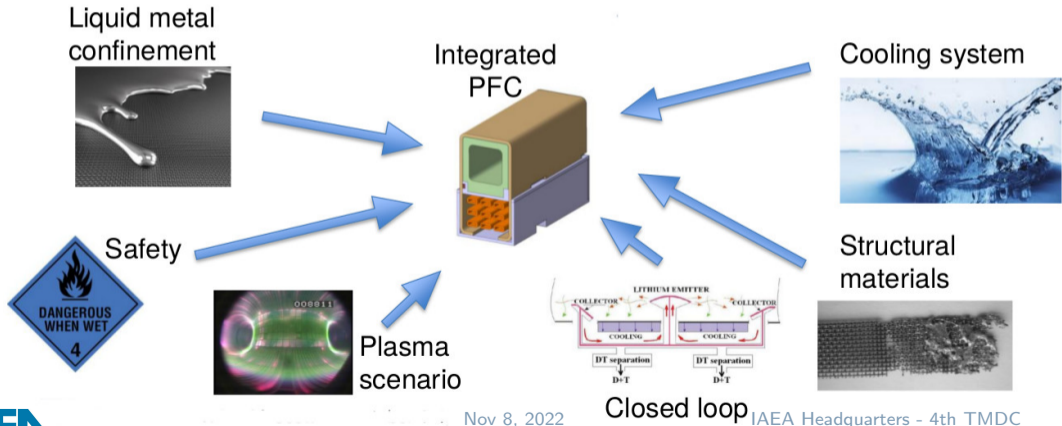 Liquid metal
confinement
Integrated
PFC
Cooling system
Safety
DANGEROUS
WHEN WET
4
000011
Plasma
scenario
COLLECTOR
LITHIUM EMITTER
COLLECTOR
COOLING
COOLING
DT separation
DT separation
D+T
D+T
Closed loop
Structural
materials
Nov 8, 2022
IAEA Headquarters - 4th TMDC